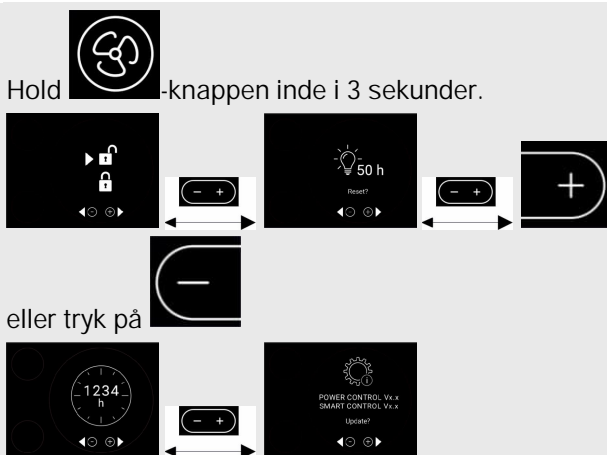 Hold -knappen inde i 3 sekunder.
50 h
Reset?
- +
- +
- +
+
eller tryk på -
1234
h
POWER CONTROL Vx.x
SMART CONTROL Vx.x
Update?
- +
- +
- +